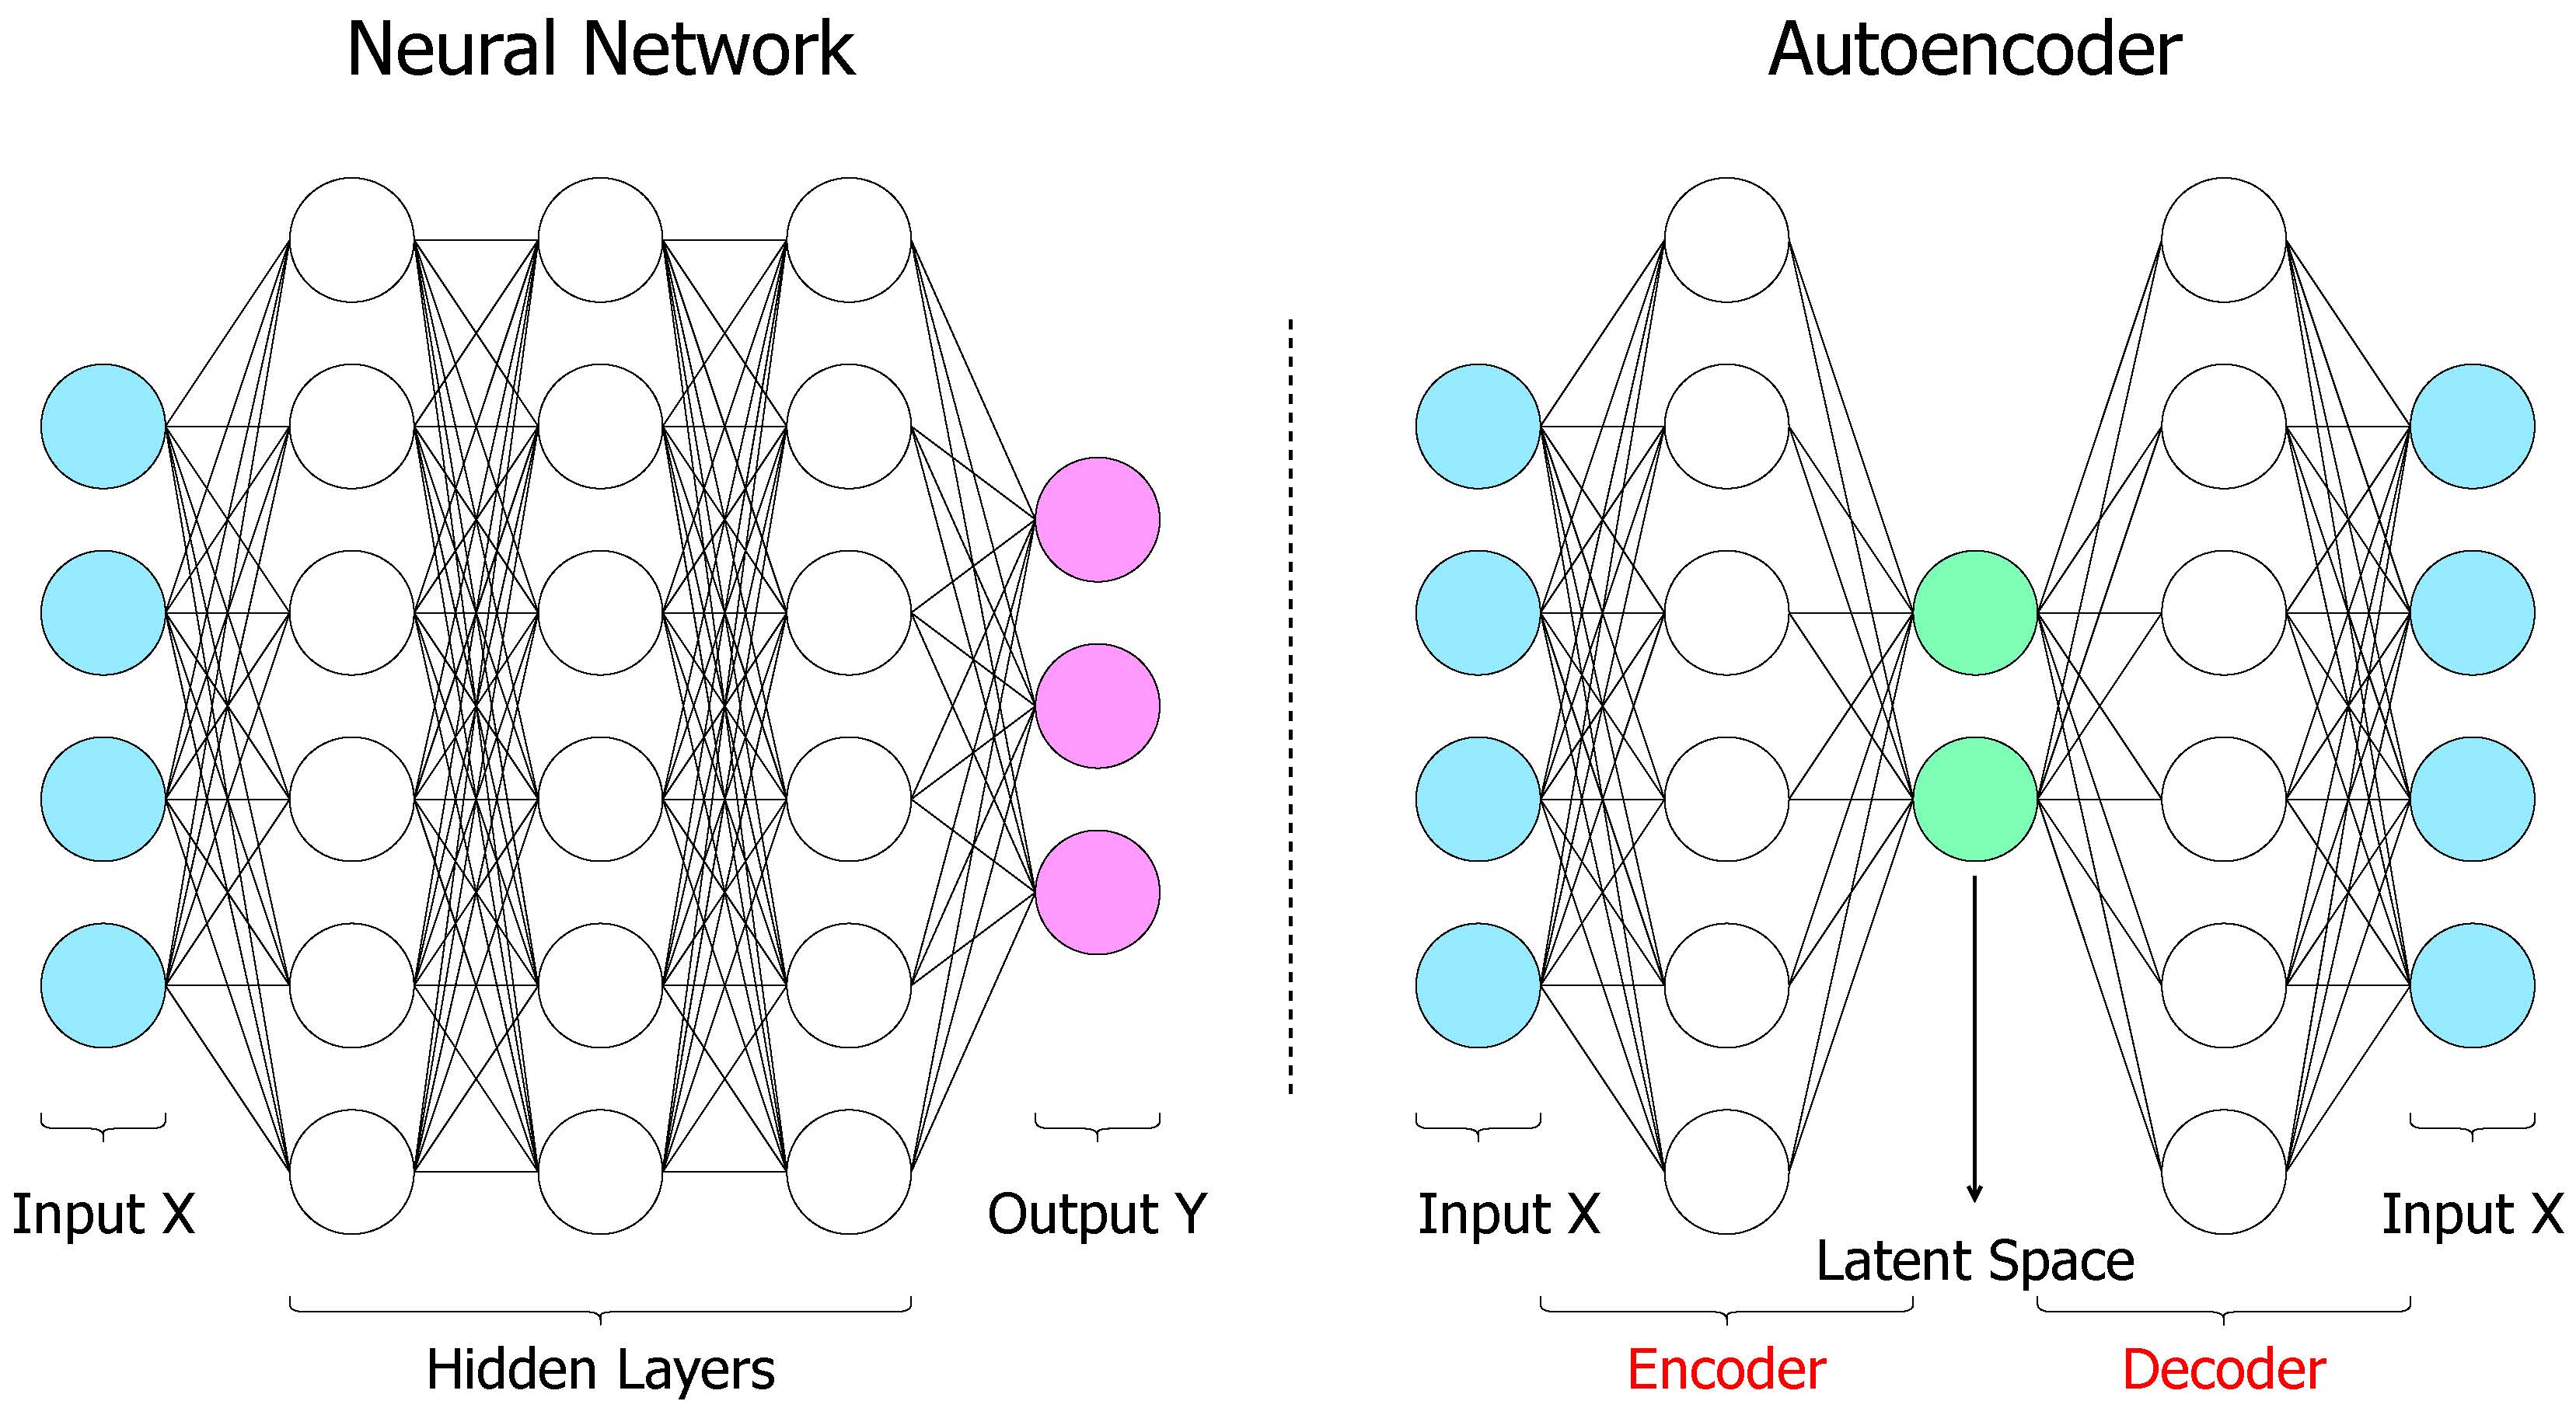 Neural Network
Autoencoder
Input X
Output Y
Hidden Layers
Input X
Latent Space
Input X
Encoder
Decoder